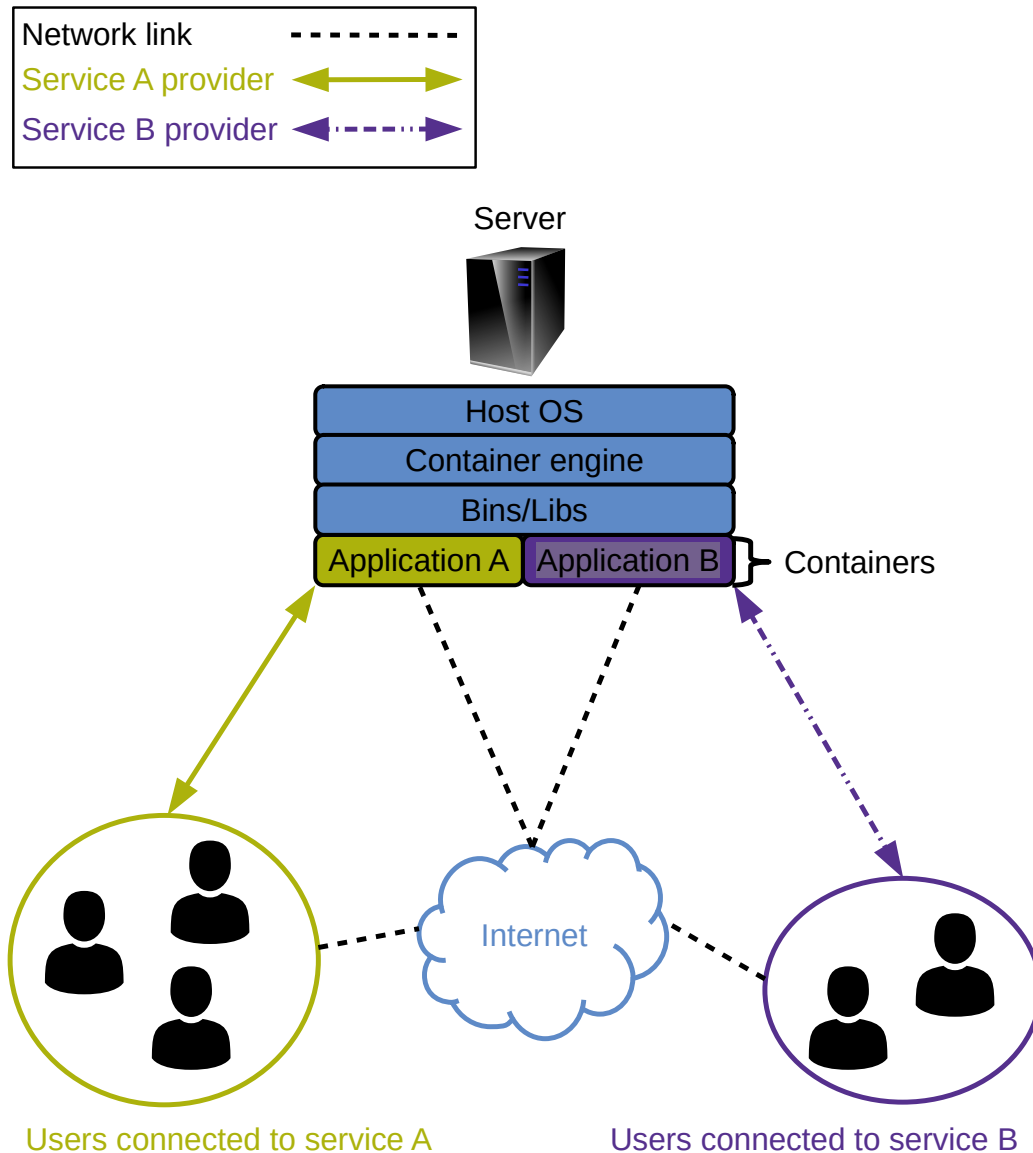 Network link
Service A provider
Service B provider
Server
Host OS
Container engine
Bins/Libs
Application A
Application B
Containers
Internet
Users connected to service A
Users connected to service B